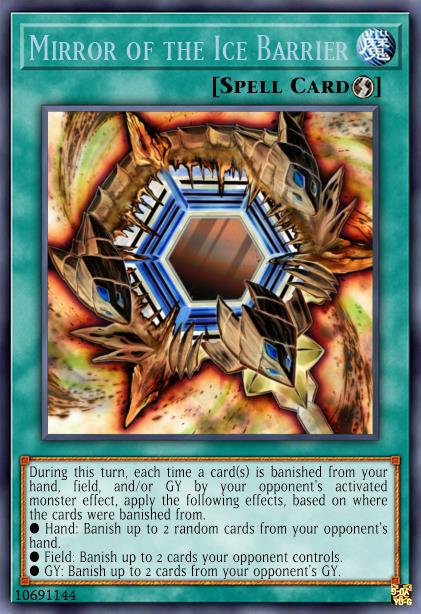 MIRROR OF THE ICE BARRIER
魔
[SPELL CARD]
During this turn, each time a card(s) is banished from your
hand, field, and/or GY by your opponent's activated
monster effect, apply the following effects, based on where
the cards were banished from.
● Hand: Banish up to 2 random cards from your opponent's
hand.
● Field: Banish up to 2 cards your opponent controls.
● GY: Banish up to 2 cards from your opponent's GY.
10691144